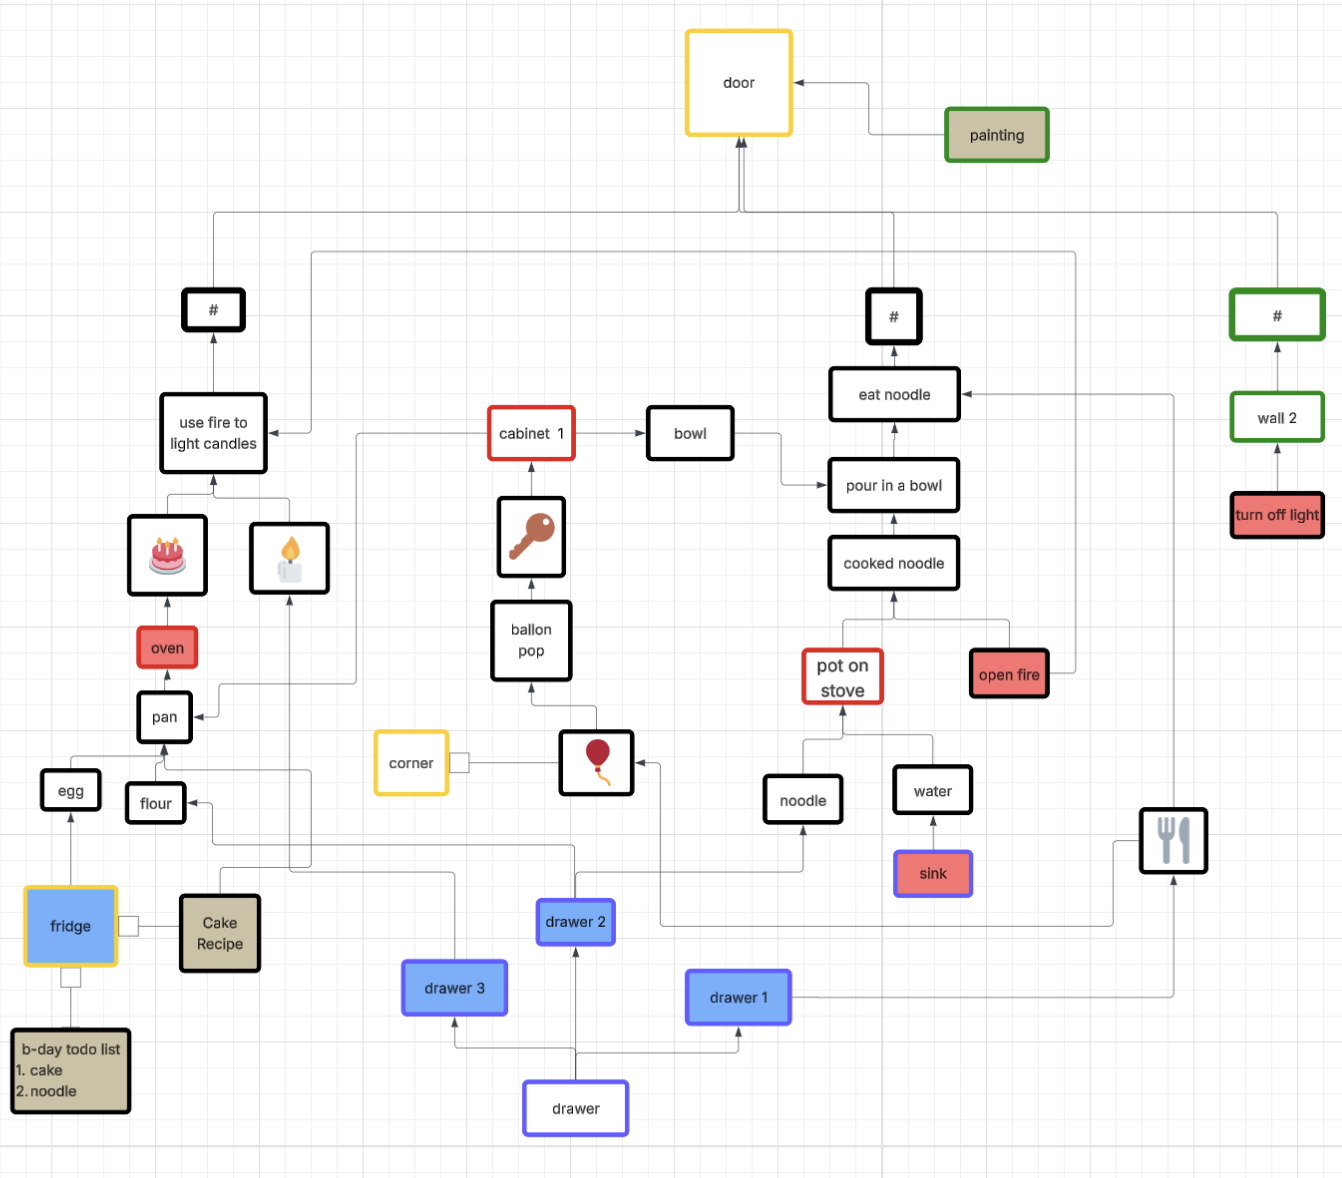 door
painting
#
#
#
use fire to
light candles
cabinet 1
bowl
eat noodle
wall 2
pour in a bowl
turn off light
cooked noodle
oven
ballon
pop
pot on
stove
open fire
pan
corner
egg
flour
noodle
water
sink
fridge
Cake
Recipe
drawer 2
drawer 3
drawer 1
b-day todo list
1. cake
2. noodle
drawer